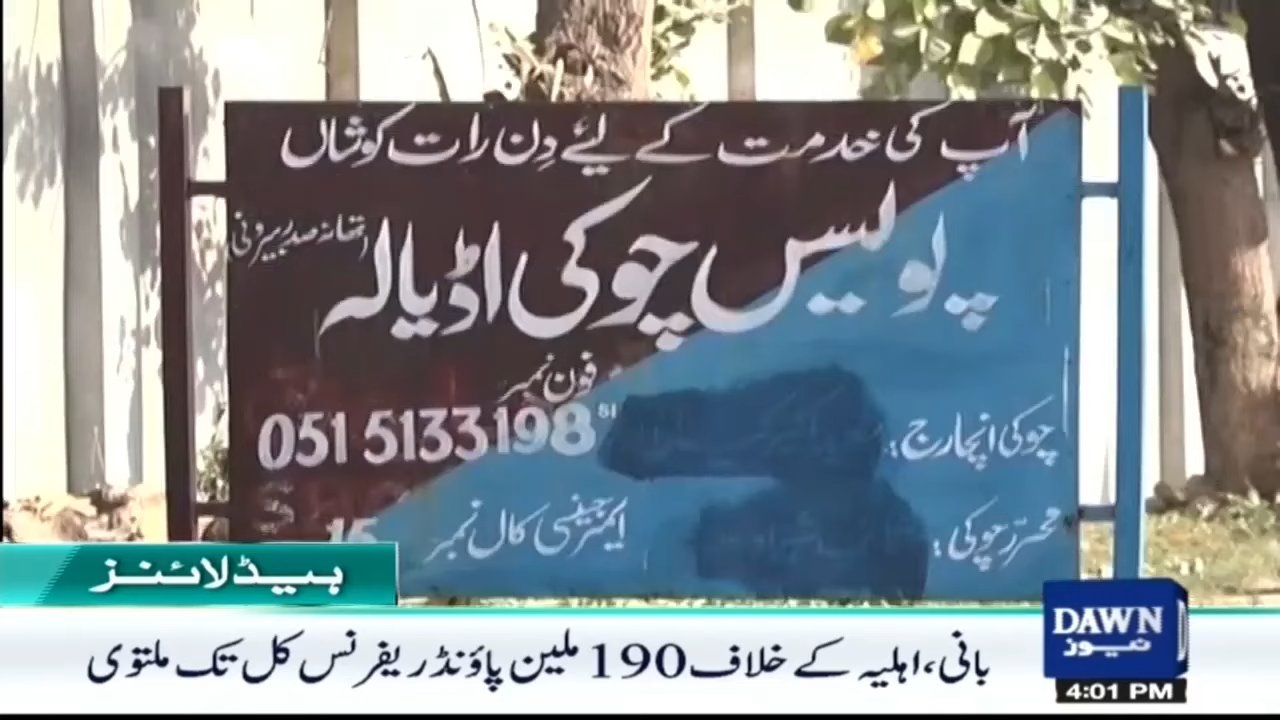 آپ کی خدمت کے لیٔے دِن رات کوشاں
پولیس چوکی اڈیالہ (تھانہ صدر بیرونی)
فون نمبر
051 5133198
چوکی انچارج:
SI
محررّ چوکی:
ایمرجینسی کال نمبر
15
ہیڈلائنز
بانی، اہلیہ کے خلاف 190 ملین پاؤنڈ ریفرنس کل تک ملتوی
DAWN
نیوز
4:01 PM